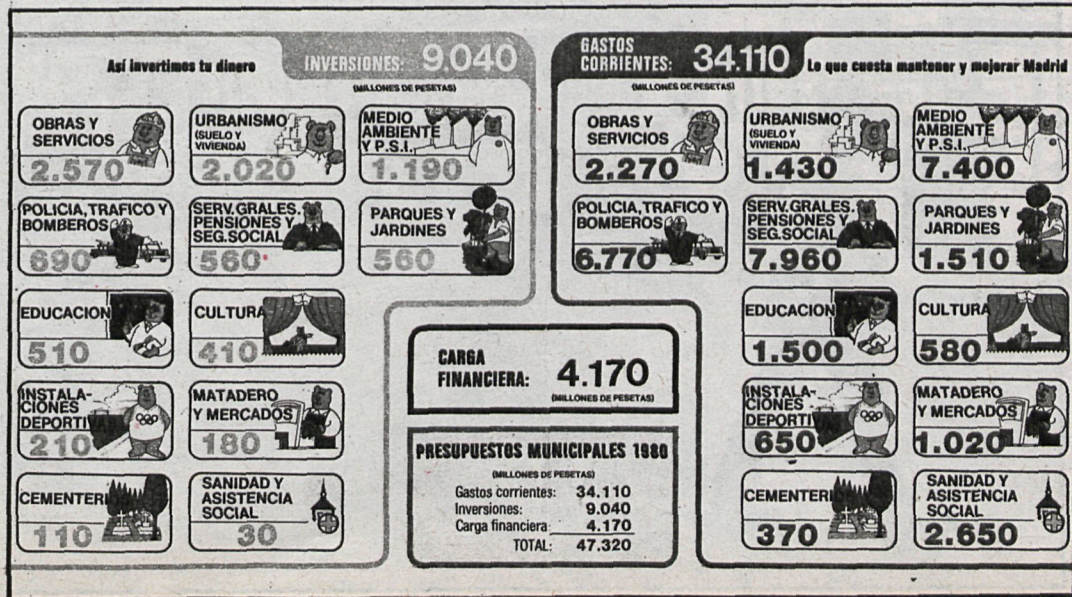 Así invertimos tu dinero
INVERSIONES: 9.040
(MILLONES DE PESETAS)
OBRAS Y
SERVICIOS
2.570
URBANISMO
(SUELO Y
VIVIENDA)
2.020
MEDIO
AMBIENTE
Y P.S.I.
1.190
POLICIA, TRAFICO Y
BOMBEROS
690
SERV. GRALES.
PENSIONES Y
SEG. SOCIAL
560
PARQUES Y
JARDINES
560
EDUCACION
510
CULTURA
410
INSTALA-
CIONES
DEPORTIVAS
210
MATADERO
Y MERCADOS
180
CEMENTERI
110
SANIDAD Y
ASISTENCIA
SOCIAL
30
CARGA
FINANCIERA: 4.170
(MILLONES DE PESETAS)
PRESUPUESTOS MUNICIPALES 1980
(MILLONES DE PESETAS)
Gastos corrientes: 34.110
Inversiones: 9.040
Carga financiera: 4.170
TOTAL: 47.320
GASTOS
CORRIENTES: 34.110
(MILLONES DE PESETAS)
Lo que cuesta mantener y mejorar Madrid
OBRAS Y
SERVICIOS
2.270
URBANISMO
(SUELO Y
VIVIENDA)
1.430
MEDIO
AMBIENTE
Y P.S.I.
7.400
POLICIA, TRAFICO Y
BOMBEROS
6.770
SERV. GRALES.
PENSIONES Y
SEG. SOCIAL
7.960
PARQUES Y
JARDINES
1.510
EDUCACION
1.500
CULTURA
580
INSTALA-
CIONES
DEPORTIVAS
650
MATADERO
Y MERCADOS
1.020
CEMENTERI
370
SANIDAD Y
ASISTENCIA
SOCIAL
2.650